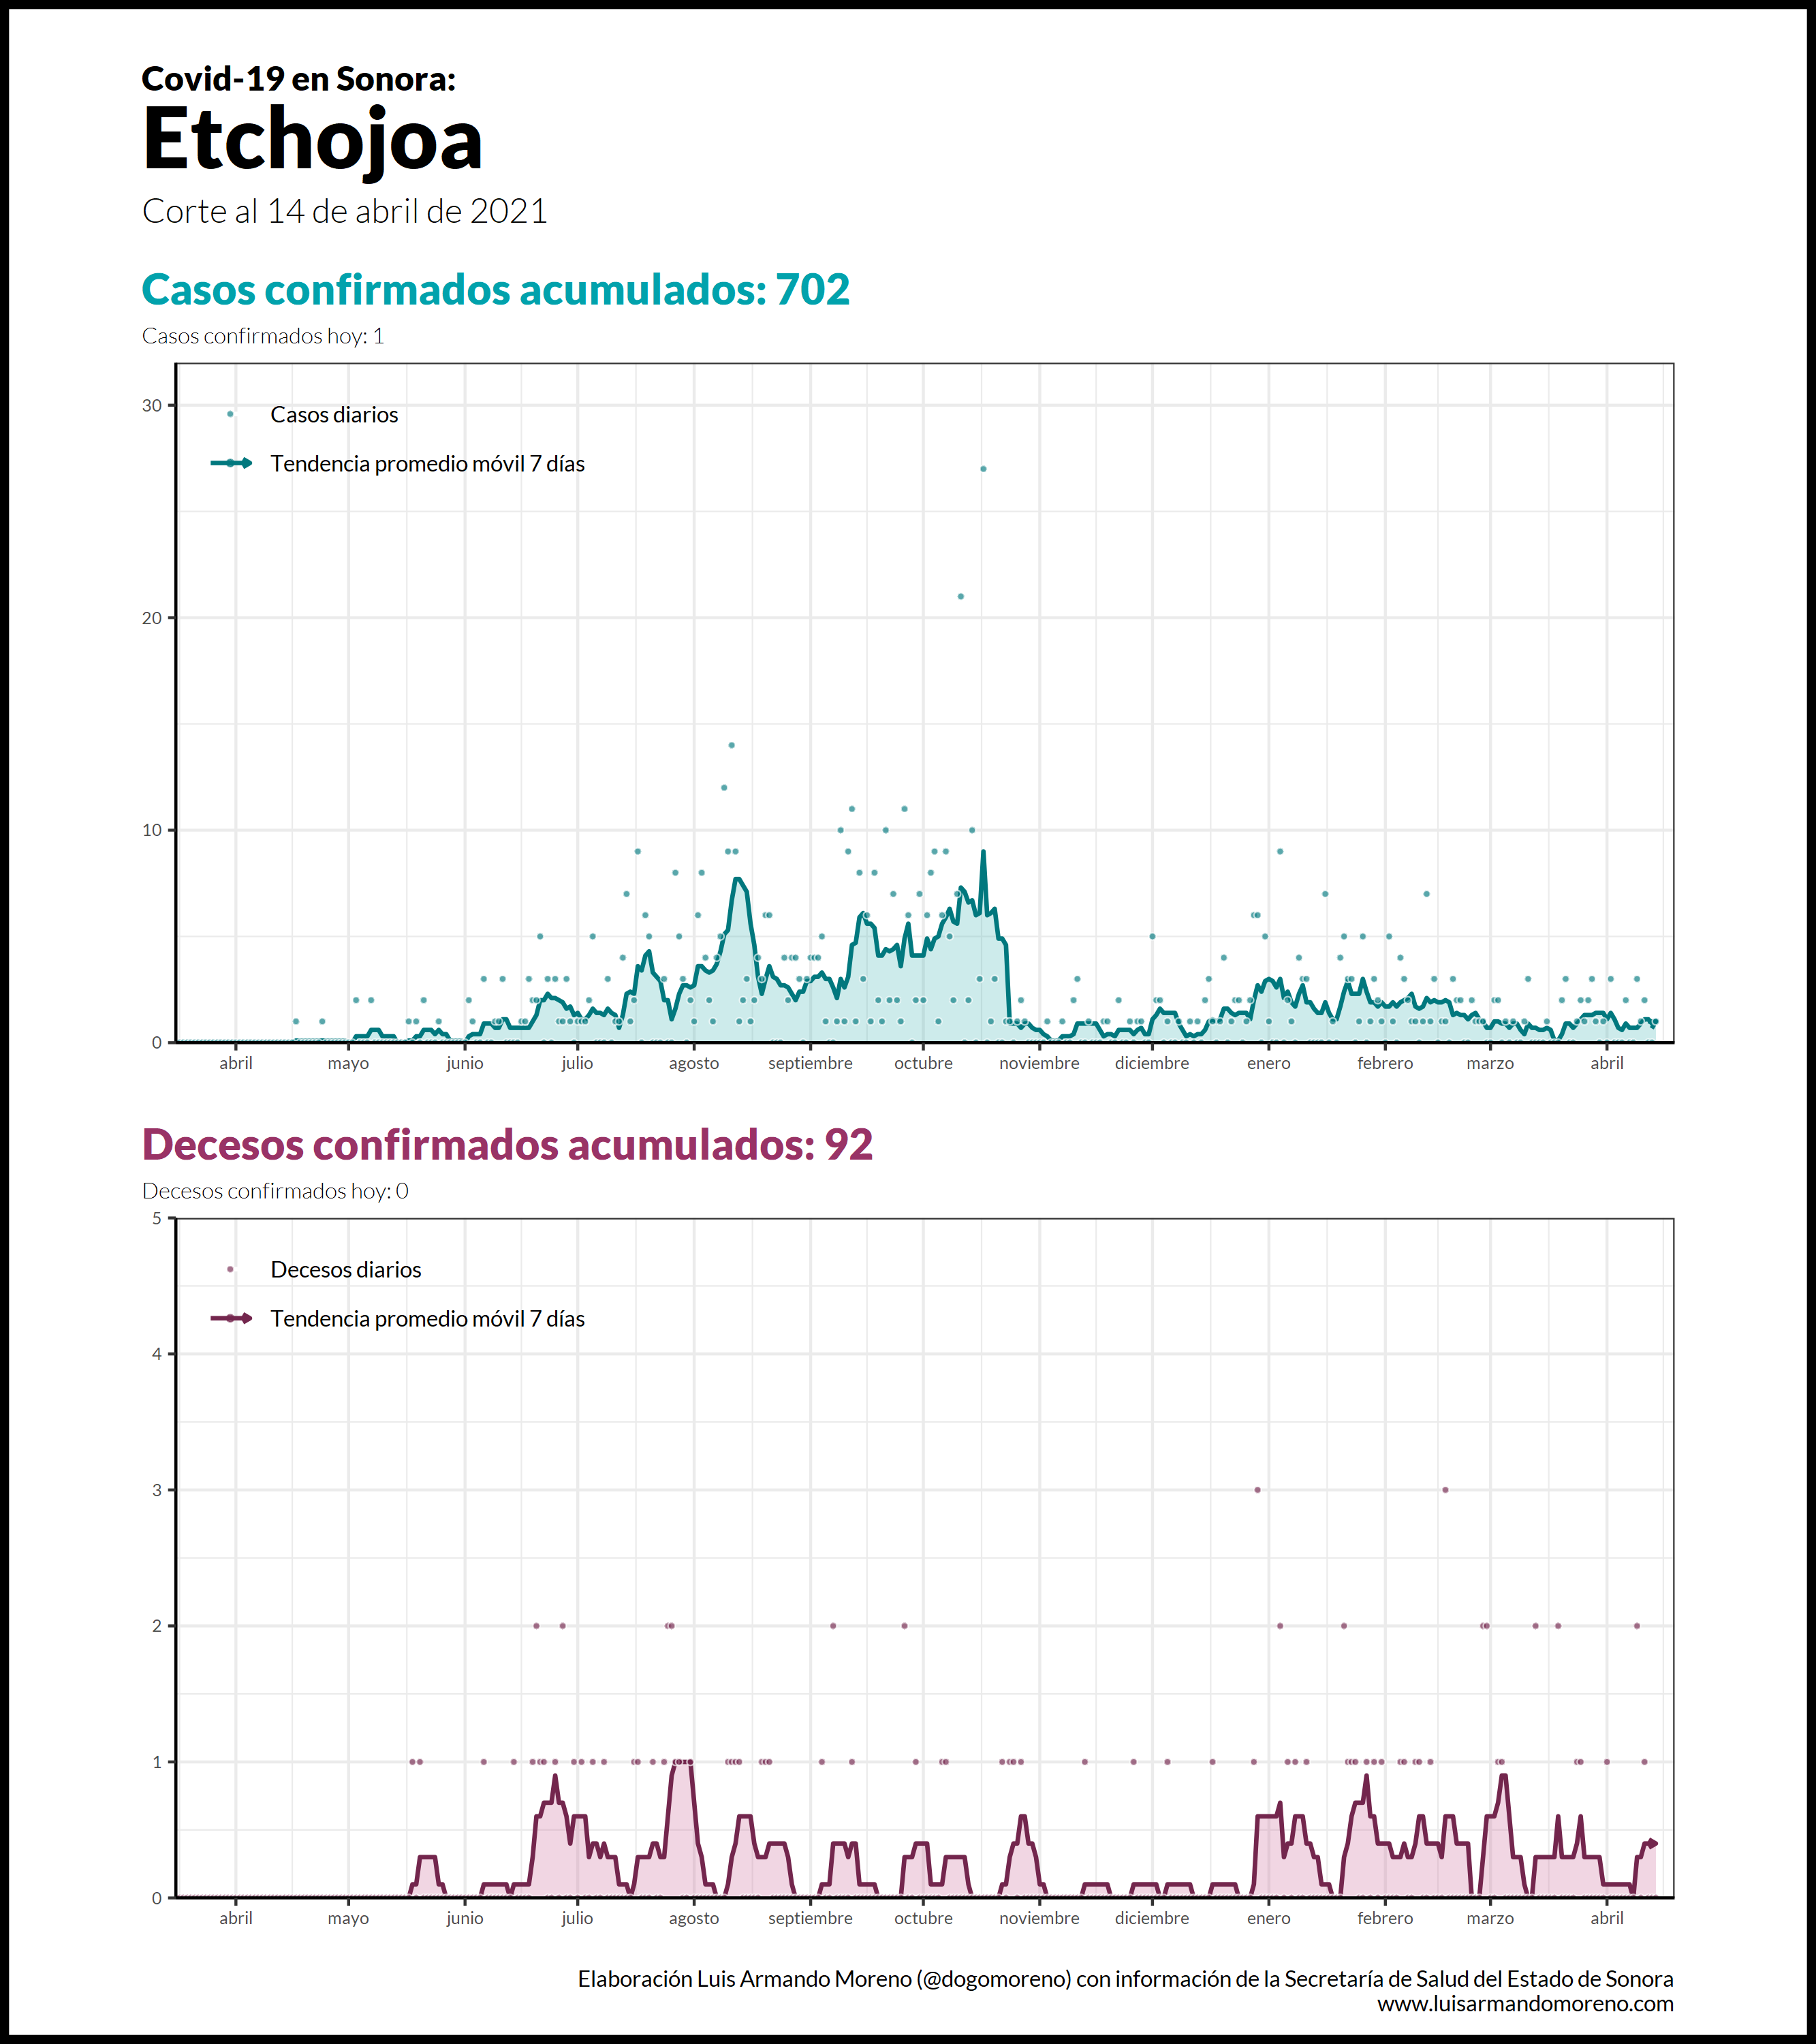 Covid-19 en Sonora:
Etchojoa
Corte al 14 de abril de 2021
Casos confirmados acumulados: 702
Casos confirmados hoy: 1
30
20
10
0
Casos diarios
Tendencia promedio móvil 7 días
abril mayo junio julio agosto septiembre octubre noviembre diciembre enero febrero marzo abril
Decesos confirmados acumulados: 92
Decesos confirmados hoy: 0
5
4
3
2
1
0
Decesos diarios
Tendencia promedio móvil 7 días
abril mayo junio julio agosto septiembre octubre noviembre diciembre enero febrero marzo abril
Elaboración Luis Armando Moreno (@dogomoreno) con información de la Secretaría de Salud del Estado de Sonora
www.luisarmandomoreno.com